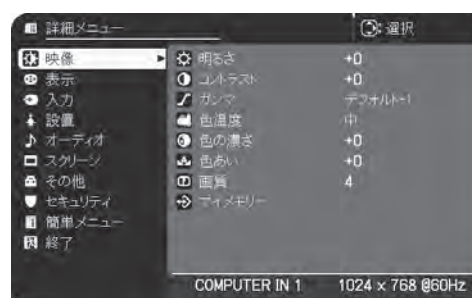 詳細メニュー
:選択
映像
表示
入力
設置
オーディオ
スクリーン
その他
セキュリティ
簡単メニュー
終了
明るさ +0
コントラスト +0
ガンマ デフォルト-1
色温度 中
色の濃さ +0
色あい +0
画質 4
マイメモリー
COMPUTER IN 1 1024 × 768 @60Hz